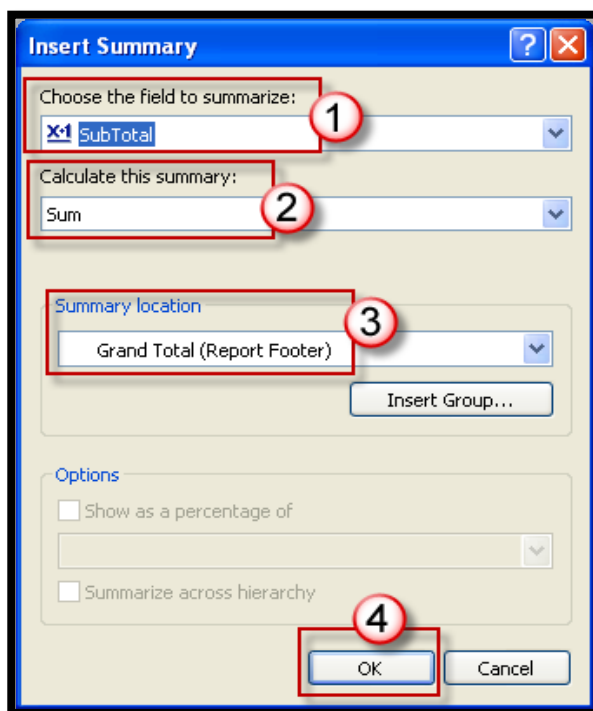 Insert Summary
?
Choose the field to summarize:
1
X+1 SubTotal
Calculate this summary:
2
Sum
Summary location
3
Grand Total (Report Footer)
Insert Group...
Options
Show as a percentage of
Summarize across hierarchy
4
OK
Cancel